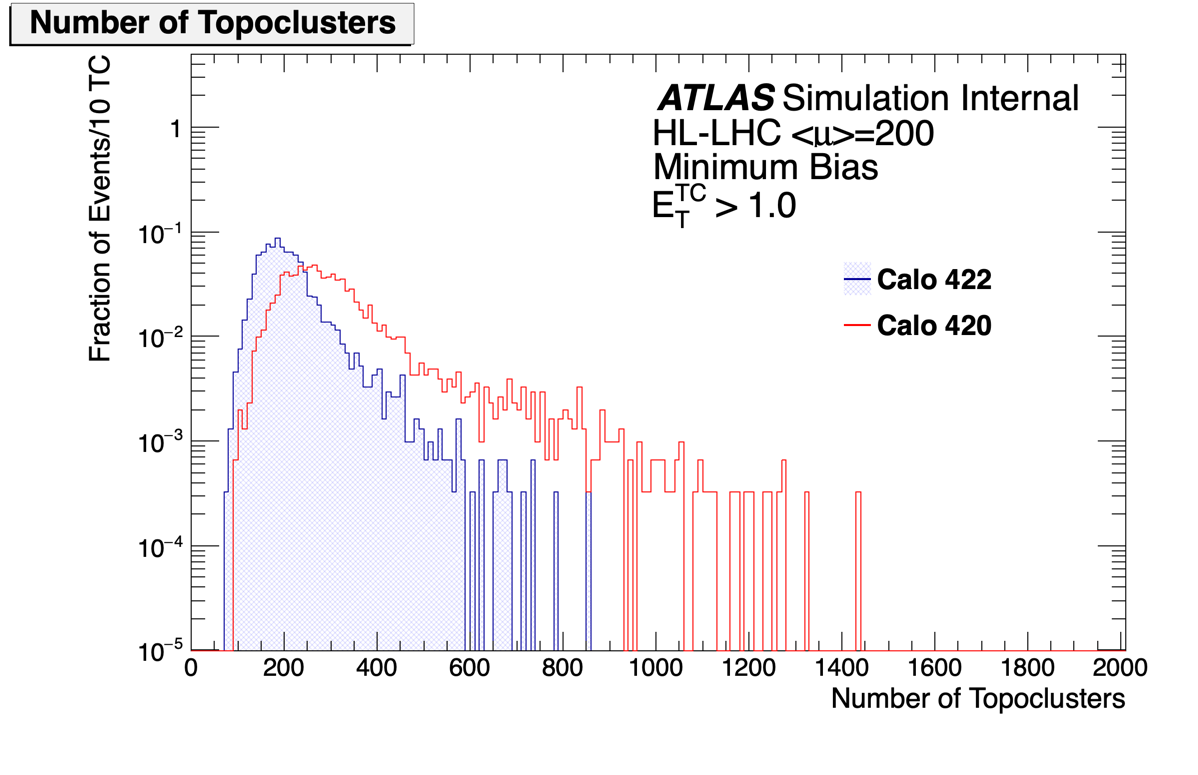 Number of Topoclusters
Fraction of Events/10 TC
ATLAS Simulation Internal
HL-LHC <μ>=200
Minimum Bias
E_T^TC > 1.0
Calo 422
Calo 420
1
10^−1
10^−2
10^−3
10^−4
10^−5
0 200 400 600 800 1000 1200 1400 1600 1800 2000
Number of Topoclusters